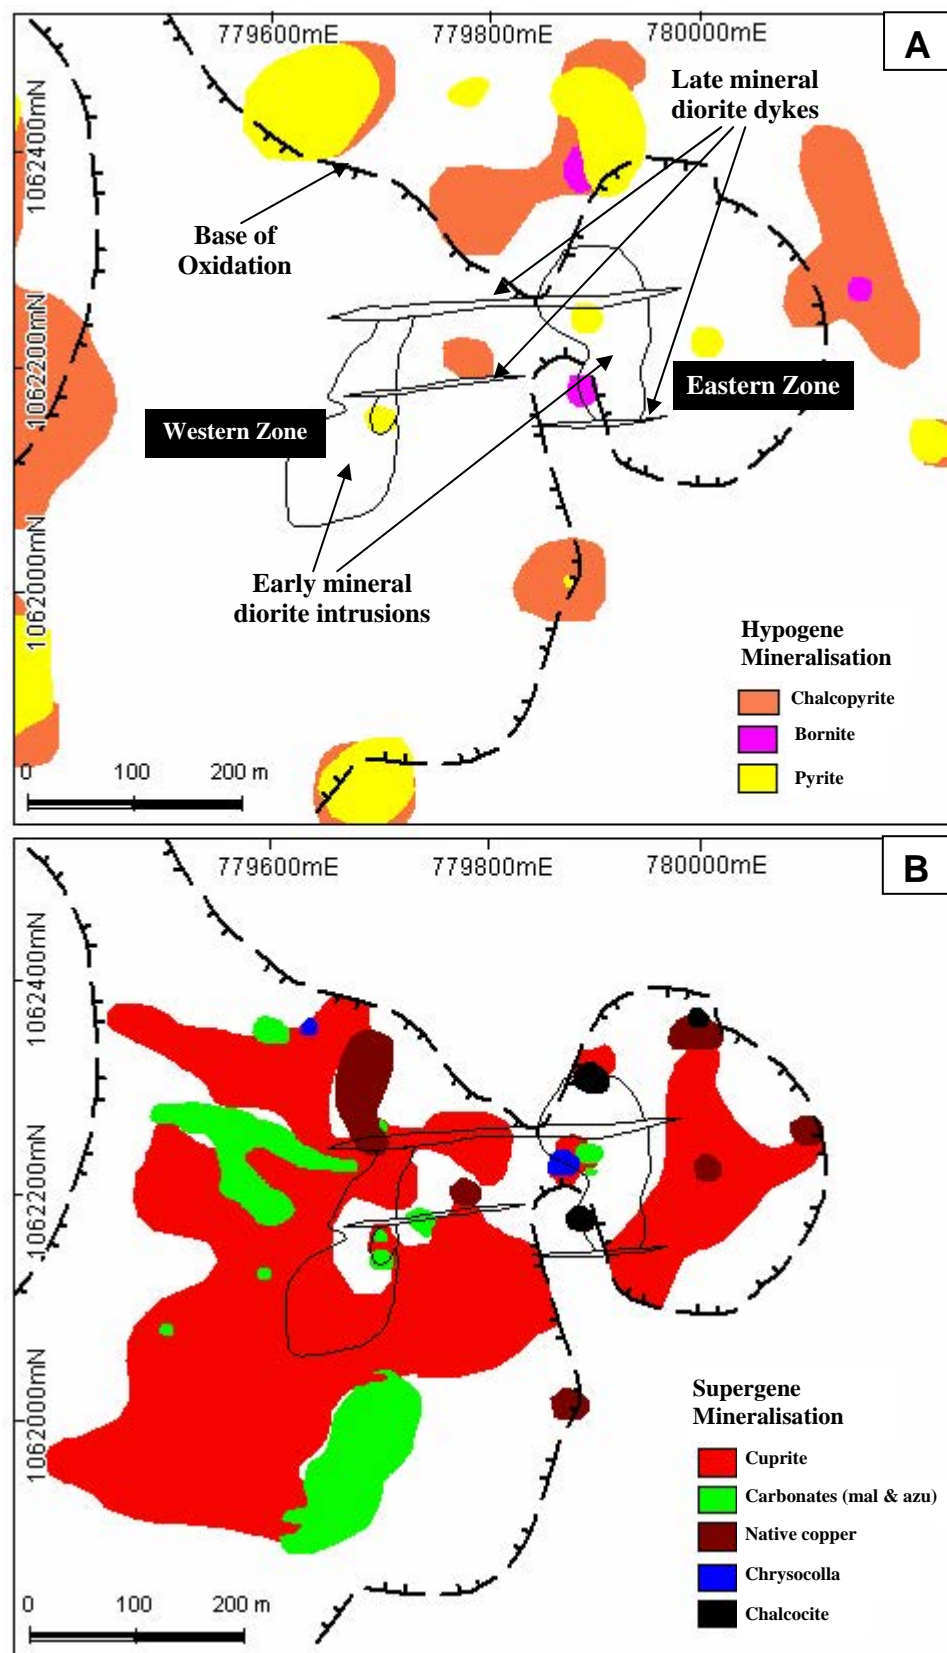 779600mE 779800mE 780000mE
A
Late mineral
diorite dykes
1062400mN
Base of
Oxidation
1062200mN
Eastern Zone
Western Zone
1062000mN
Early mineral
diorite intrusions
Hypogene
Mineralisation
Chalcopyrite
Bornite
Pyrite
0 100 200 m
779600mE 779800mE 780000mE
B
1062400mN
1062200mN
1062000mN
Supergene
Mineralisation
Cuprite
Carbonates (mal & azu)
Native copper
Chrysocolla
Chalcocite
0 100 200 m